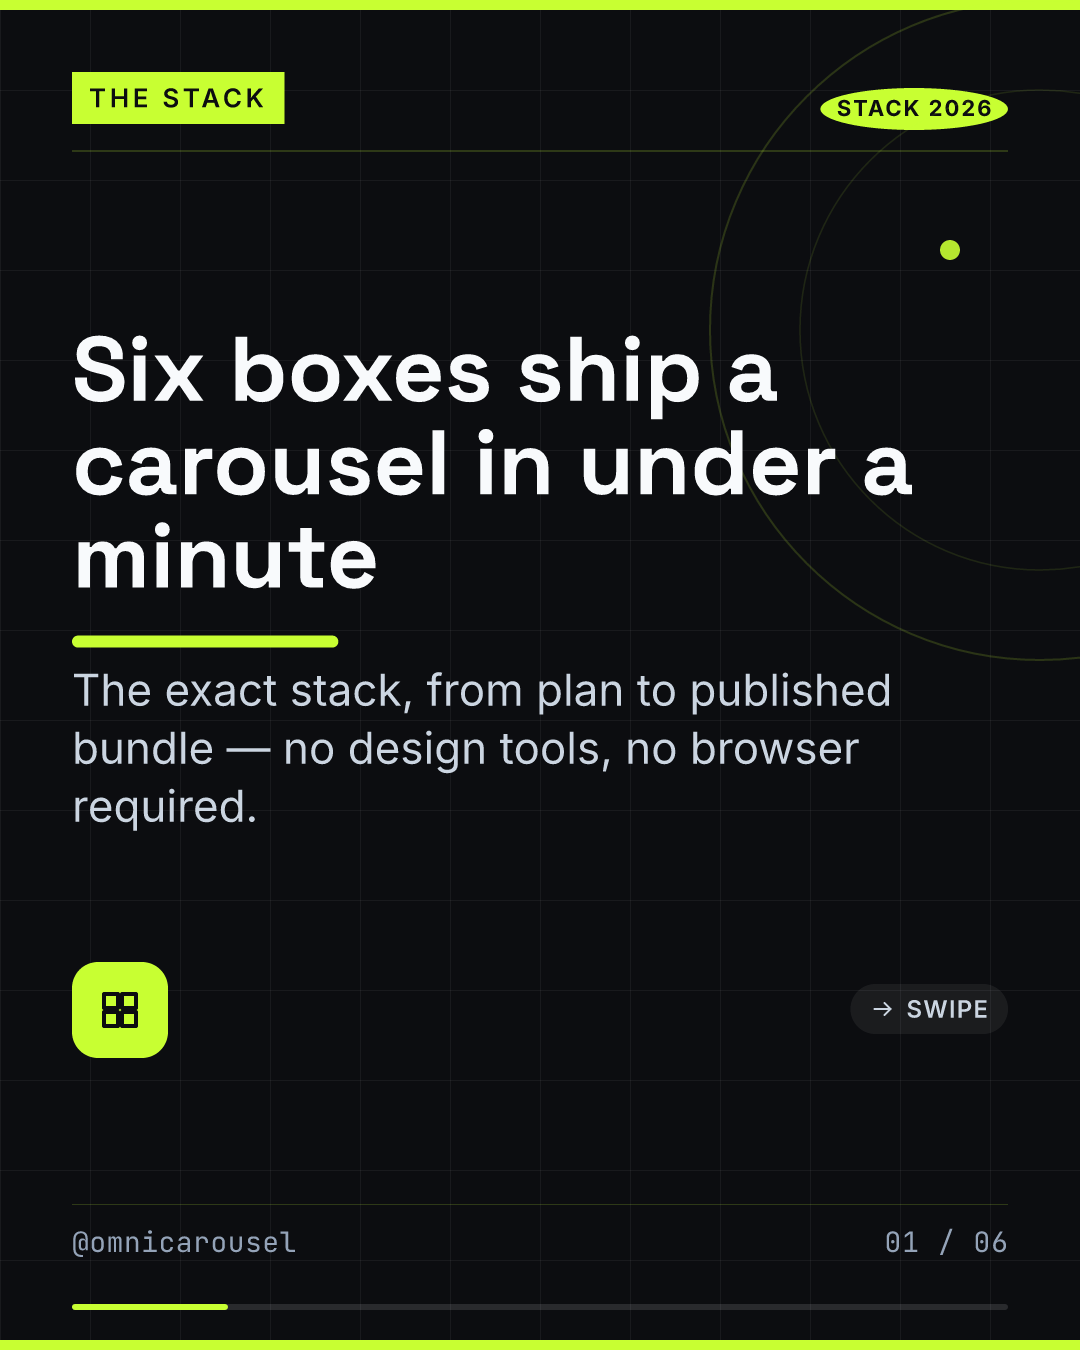 THE STACK
STACK 2026
Six boxes ship a
carousel in under a
minute
The exact stack, from plan to published
bundle — no design tools, no browser
required.
→ SWIPE
@omnicarousel
01 / 06